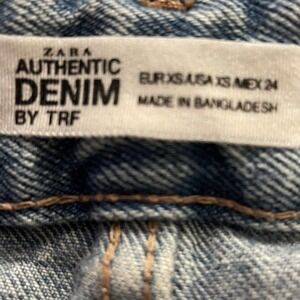 ZARA
AUTHENTIC
DENIM
BY TRF
EUR XS/USA XS/MEX 24
MADE IN BANGLADESH